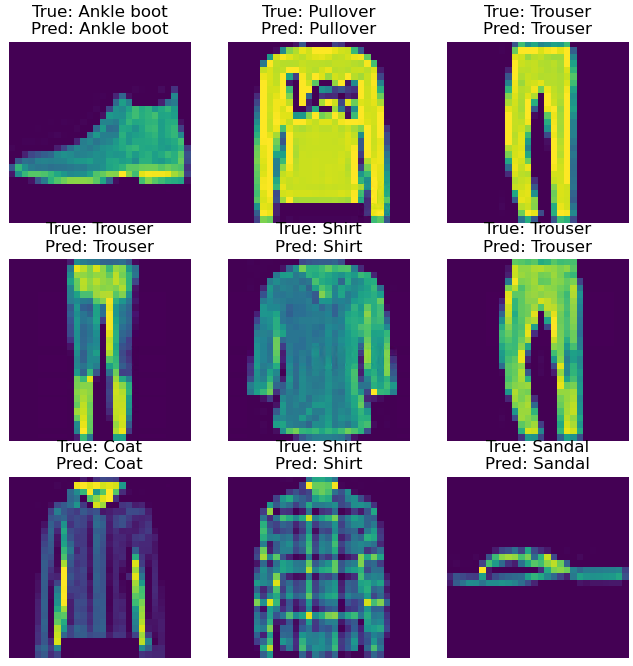 True: Ankle boot
Pred: Ankle boot
True: Pullover
Pred: Pullover
True: Trouser
Pred: Trouser
True: Trouser
Pred: Trouser
True: Shirt
Pred: Shirt
True: Trouser
Pred: Trouser
True: Coat
Pred: Coat
True: Shirt
Pred: Shirt
True: Sandal
Pred: Sandal